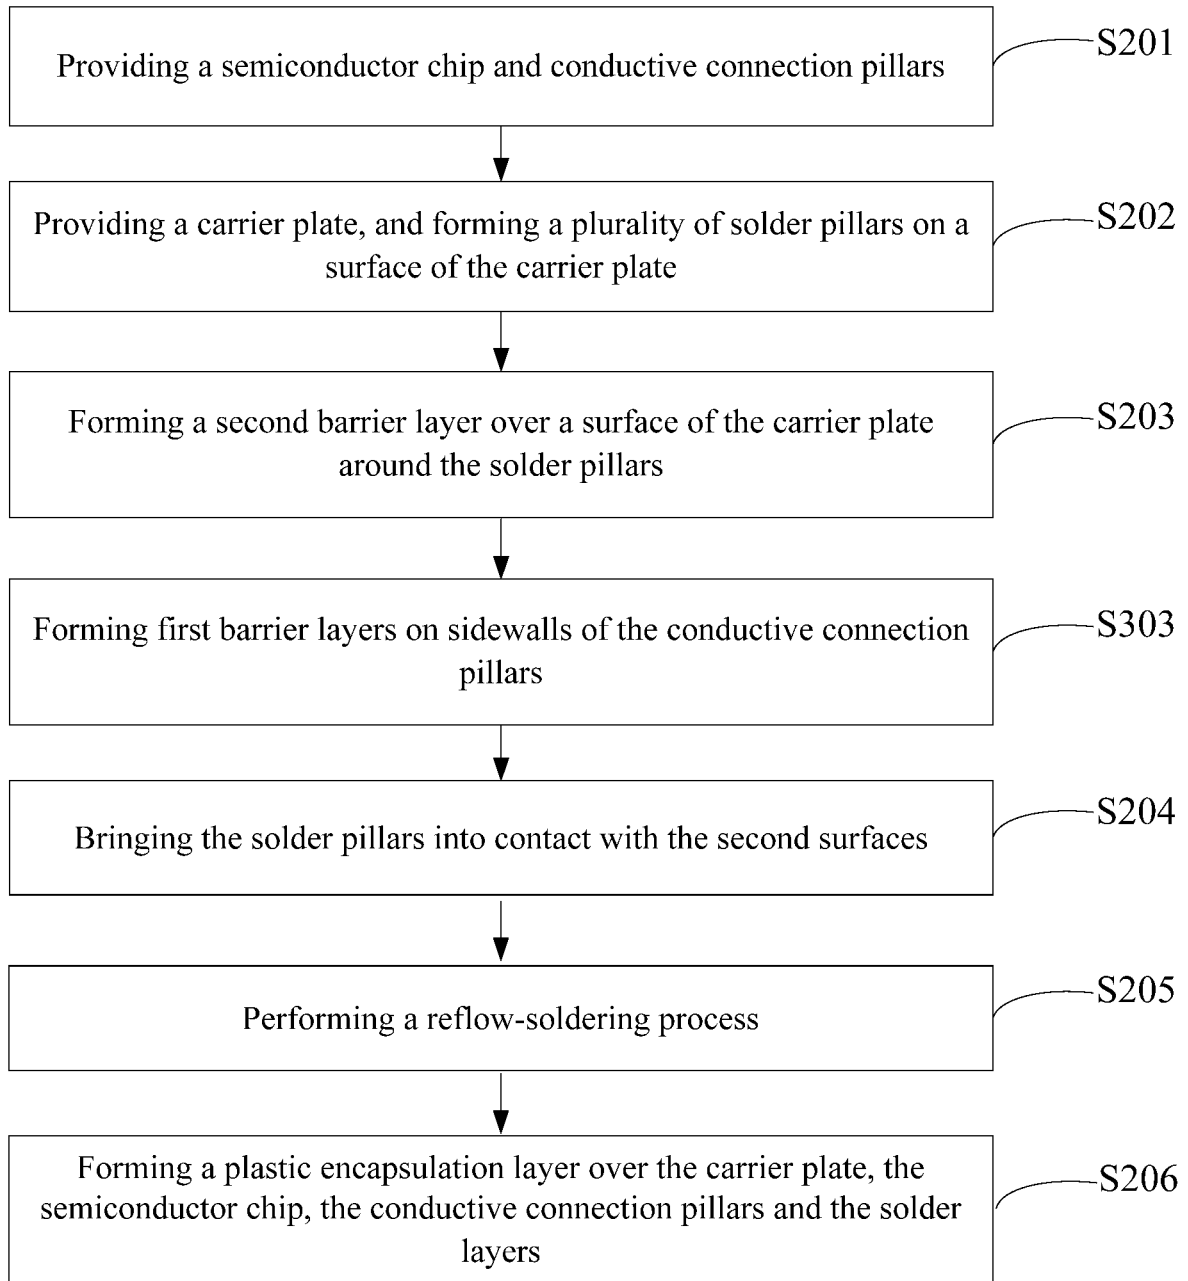 Providing a semiconductor chip and conductive connection pillars
S201
Providing a carrier plate, and forming a plurality of solder pillars on a
surface of the carrier plate
S202
Forming a second barrier layer over a surface of the carrier plate
around the solder pillars
S203
Forming first barrier layers on sidewalls of the conductive connection
pillars
S303
Bringing the solder pillars into contact with the second surfaces
S204
Performing a reflow-soldering process
S205
Forming a plastic encapsulation layer over the carrier plate, the
semiconductor chip, the conductive connection pillars and the solder
layers
S206